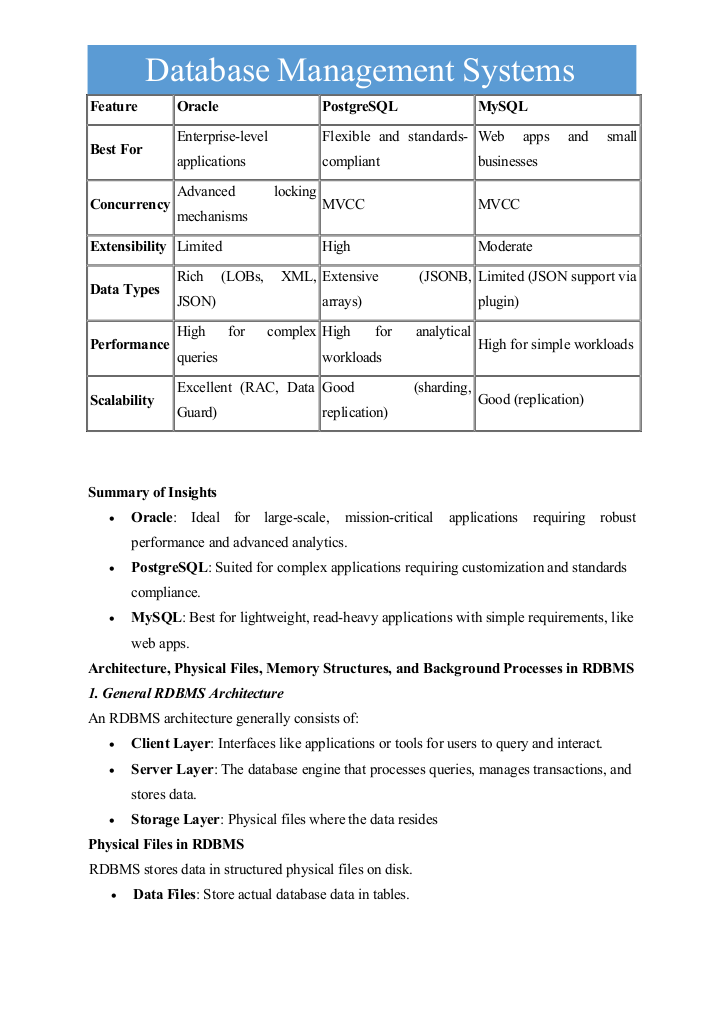 Database Management Systems
Feature Oracle PostgreSQL MySQL
Best For Enterprise-level applications Flexible and standards-compliant Web apps and small businesses
Concurrency Advanced locking mechanisms MVCC MVCC
Extensibility Limited High Moderate
Data Types Rich (LOBs, XML, JSON) Extensive (JSONB, arrays) Limited (JSON support via plugin)
Performance High for complex queries High for analytical workloads High for simple workloads
Scalability Excellent (RAC, Data Guard) Good (sharding, replication) Good (replication)
Summary of Insights
• Oracle: Ideal for large-scale, mission-critical applications requiring robust
performance and advanced analytics.
• PostgreSQL: Suited for complex applications requiring customization and standards
compliance.
• MySQL: Best for lightweight, read-heavy applications with simple requirements, like
web apps.
Architecture, Physical Files, Memory Structures, and Background Processes in RDBMS
1. General RDBMS Architecture
An RDBMS architecture generally consists of:
• Client Layer: Interfaces like applications or tools for users to query and interact.
• Server Layer: The database engine that processes queries, manages transactions, and
stores data.
• Storage Layer: Physical files where the data resides
Physical Files in RDBMS
RDBMS stores data in structured physical files on disk.
• Data Files: Store actual database data in tables.